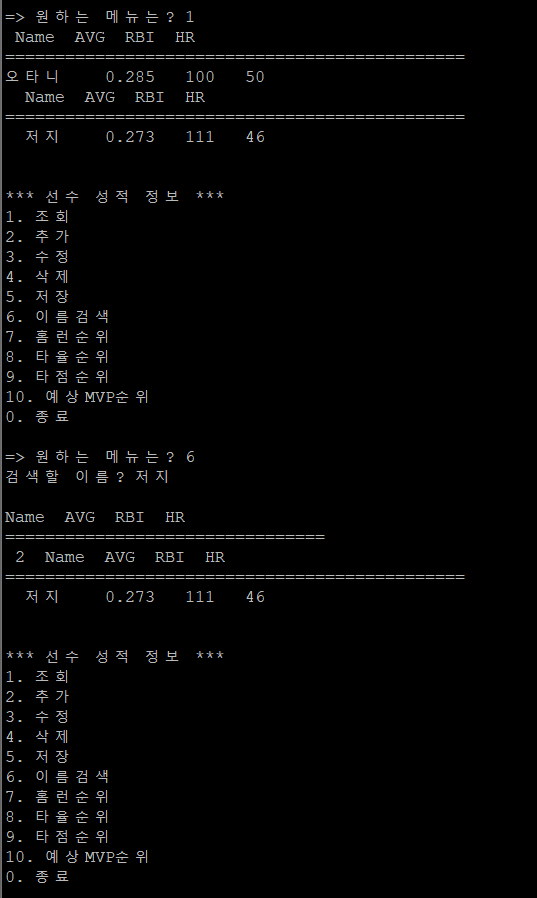 => 원하는 메뉴는? 1
Name AVG RBI HR
==============================================
오타니 0.285 100 50
Name AVG RBI HR
==============================================
저지 0.273 111 46
*** 선수 성적 정보 ***
1. 조회
2. 추가
3. 수정
4. 삭제
5. 저장
6. 이름검색
7. 홈런순위
8. 타율순위
9. 타점순위
10. 예상MVP순위
0. 종료
=> 원하는 메뉴는? 6
검색할 이름? 저지
Name AVG RBI HR
================================
2 Name AVG RBI HR
==============================================
저지 0.273 111 46
*** 선수 성적 정보 ***
1. 조회
2. 추가
3. 수정
4. 삭제
5. 저장
6. 이름검색
7. 홈런순위
8. 타율순위
9. 타점순위
10. 예상MVP순위
0. 종료